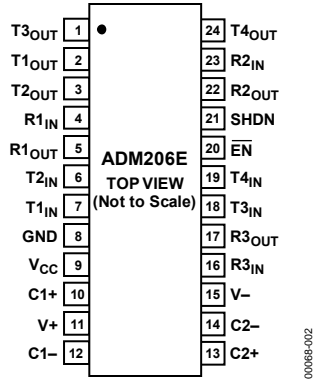 T3OUT 1 24 T4OUT
T1OUT 2 23 R2IN
T2OUT 3 22 R2OUT
R1IN 4 21 SHDN
R1OUT 5 20 EN
ADM206E
T2IN 6 19 T4IN
TOP VIEW
(Not to Scale)
T1IN 7 18 T3IN
GND 8 17 R3OUT
VCC 9 16 R3IN
C1+ 10 15 V–
V+ 11 14 C2–
C1– 12 13 C2+
00068-002